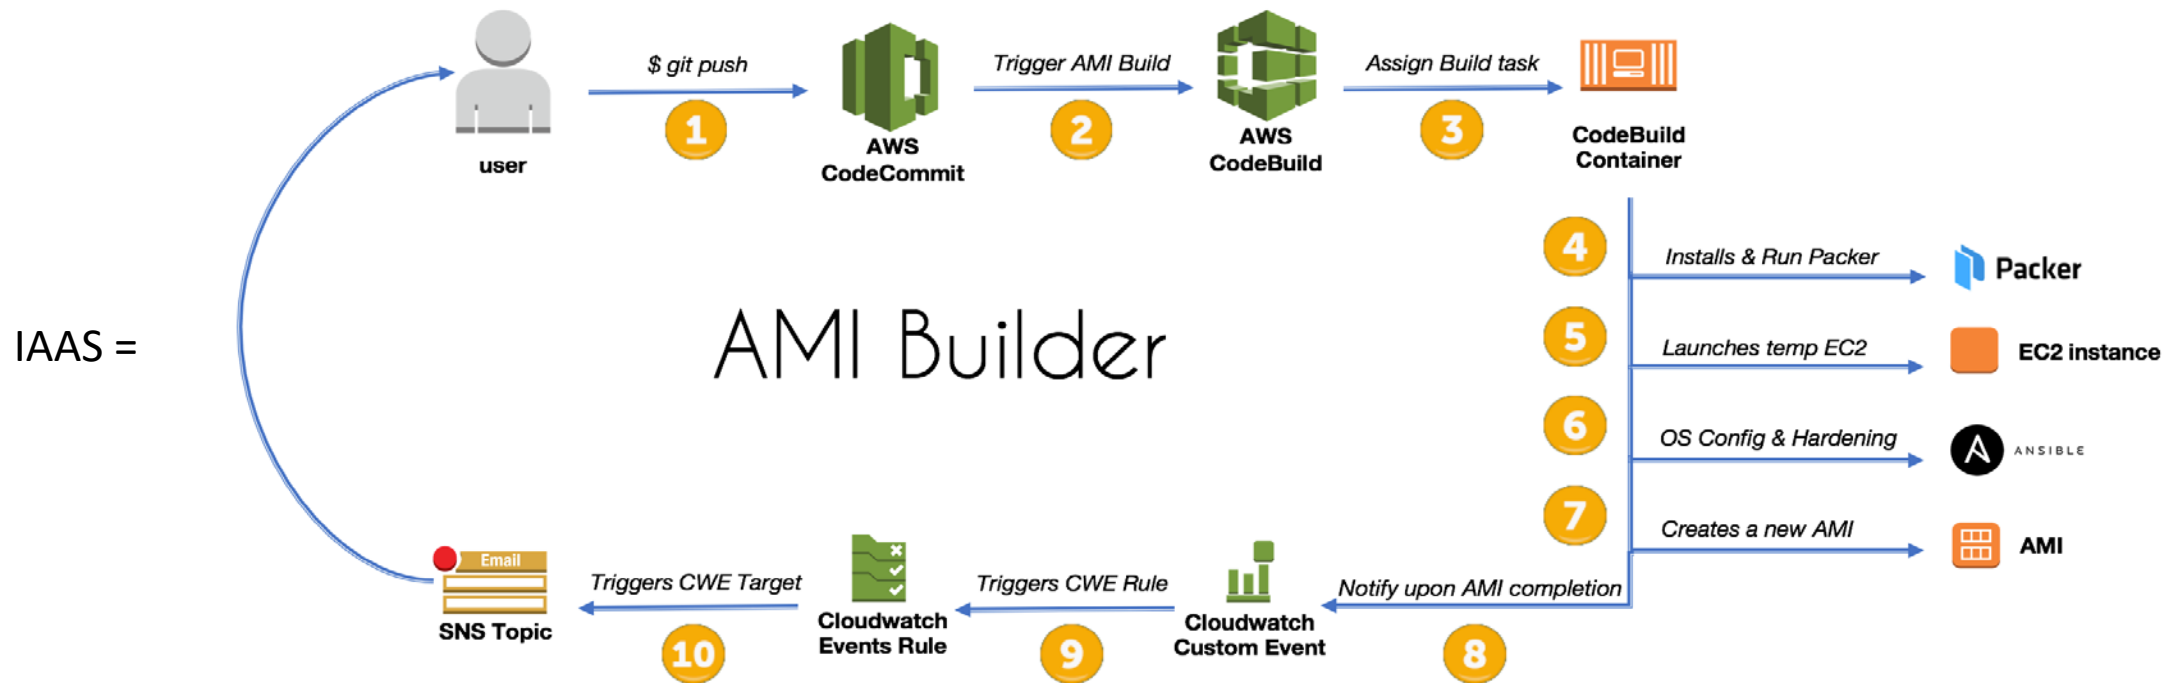 $ git push
Trigger AMI Build
Assign Build task
1
2
3
user
AWS
CodeCommit
AWS
CodeBuild
CodeBuild
Container
4
Installs & Run Packer
Packer
IAAS =
AMI Builder
5
Launches temp EC2
EC2 instance
6
OS Config & Hardening
ANSIBLE
7
Creates a new AMI
AMI
Email
SNS Topic
Triggers CWE Target
10
Cloudwatch
Events Rule
Triggers CWE Rule
9
Cloudwatch
Custom Event
Notify upon AMI completion
8